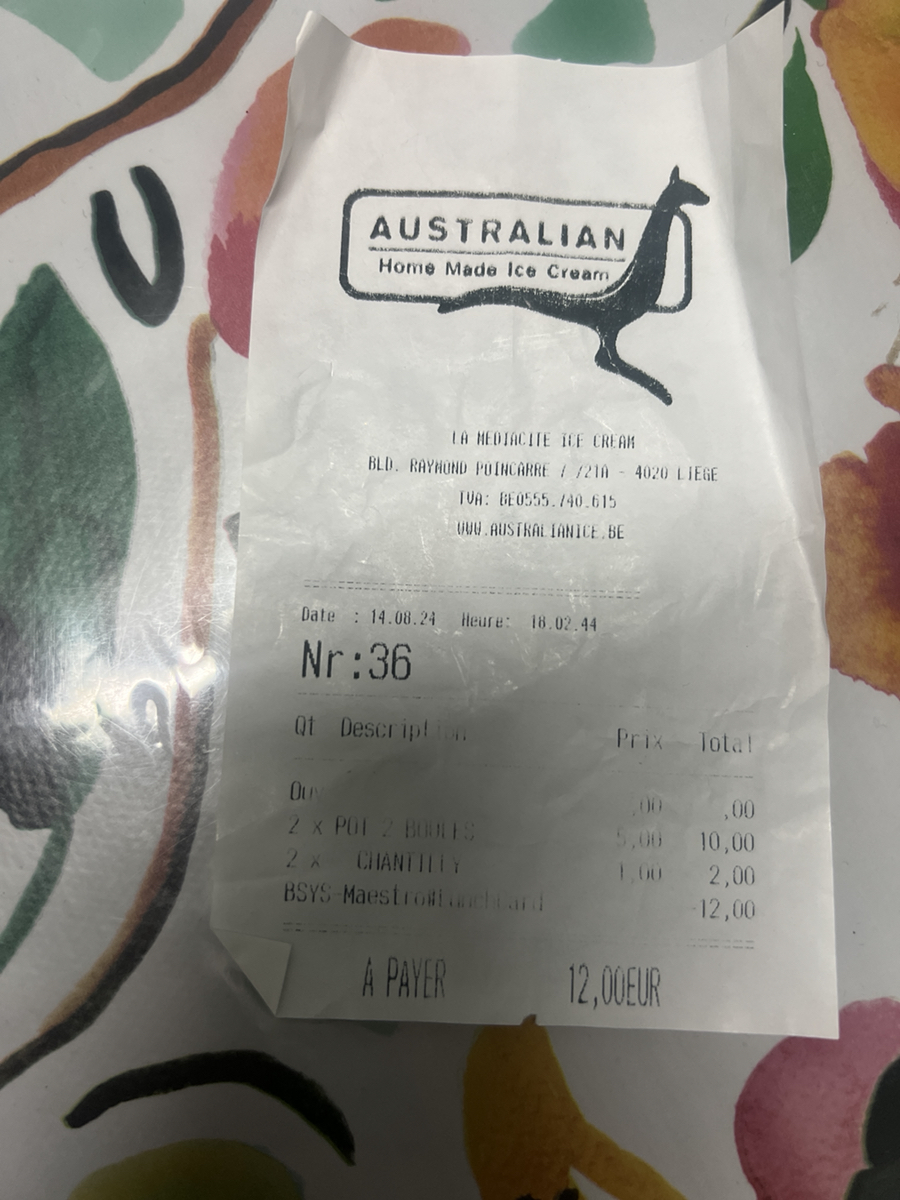 AUSTRALIAN
Home Made Ice Cream
LA MEDIACITE ICE CREAM
BLD. RAYMOND POINCARRE / /21A - 4020 LIEGE
TVA: BE0555.740.615
WWW.AUSTRALIANICE.BE
Date : 14.08.24 Heure: 18.02.44
Nr:36
Qt Description Prix Total
,00 ,00
2 x POT 2 BOULES 5,00 10,00
2 x CHANTILLY 1,00 2,00
BSYS-Maestro#LunchCard -12,00
A PAYER 12,00EUR